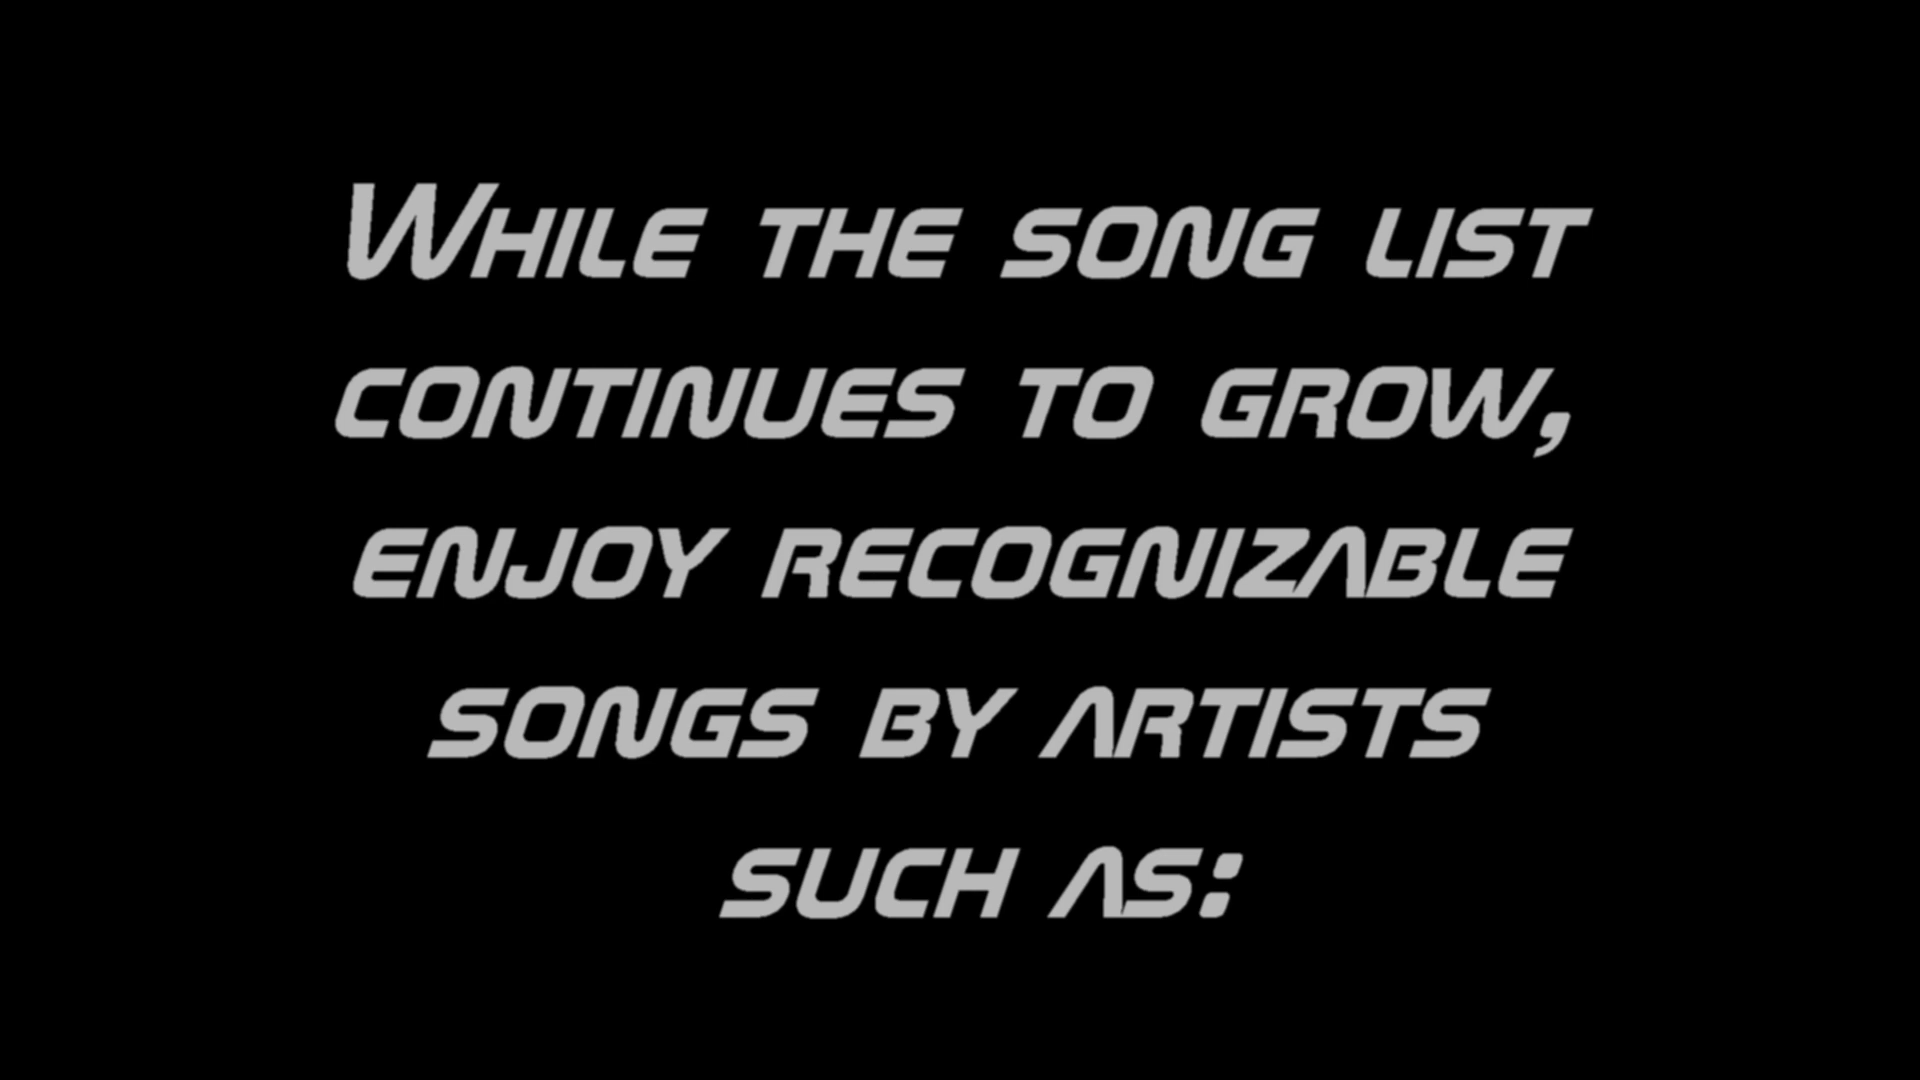 While the song list
continues to grow,
enjoy recognizable
songs by artists
such as: